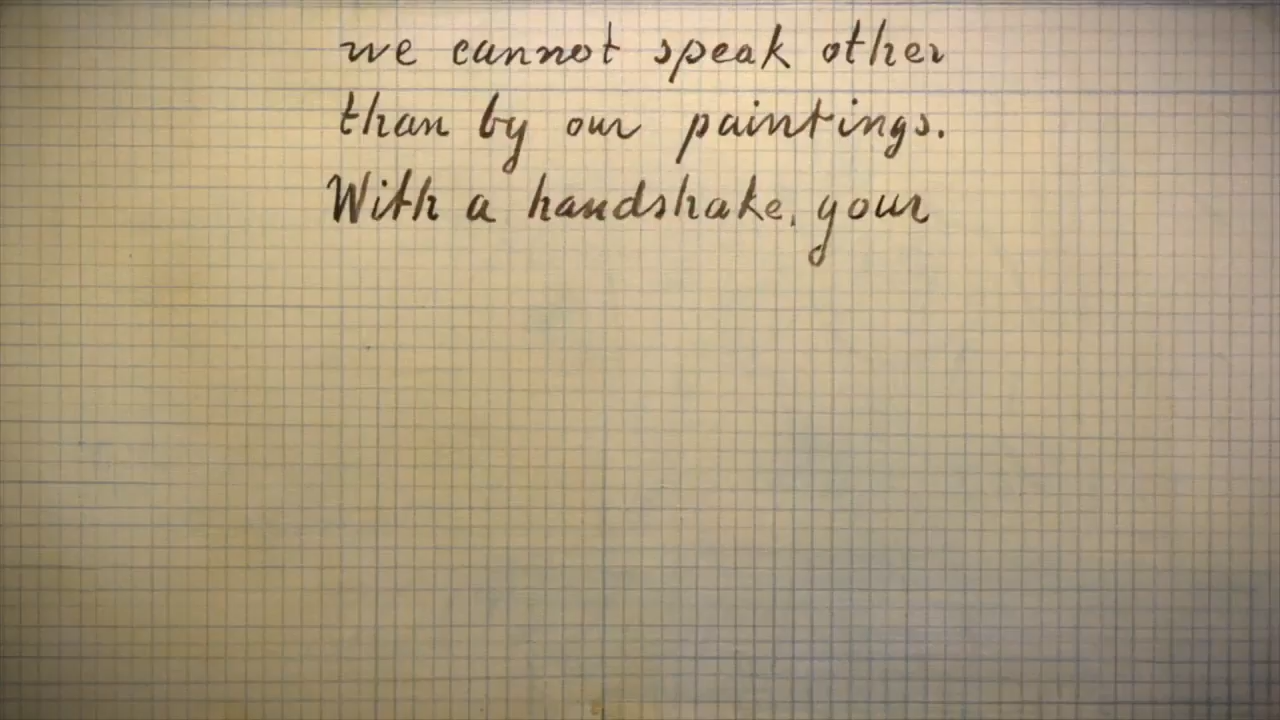 we cannot speak other
than by our paintings.
With a handshake, your